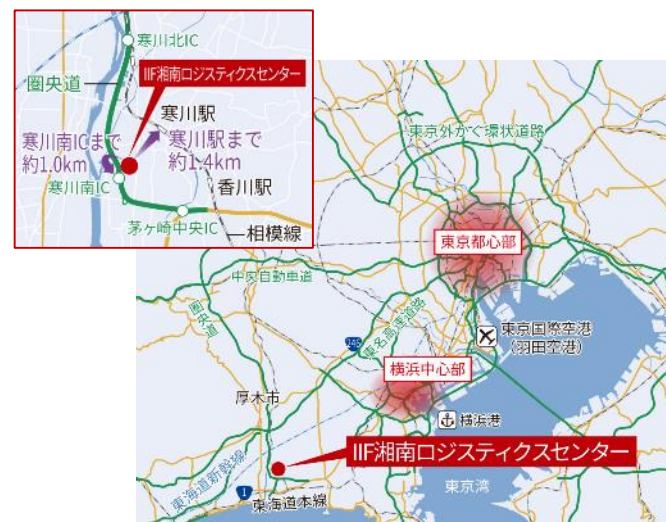 寒川北IC
IIF湘南ロジスティクスセンター
圏央道
寒川駅
寒川南ICまで
約1.0km
寒川駅まで
約1.4km
寒川南IC
香川駅
茅ヶ崎中央IC
相模線
東京外かく環状道路
東京都心部
中央自動車道
圏央道
東名高速道路
246
東京国際空港
(羽田空港)
横浜中心部
厚木市
横浜港
IIF湘南ロジスティクスセンター
東海道新幹線
1
東海道本線
東京湾